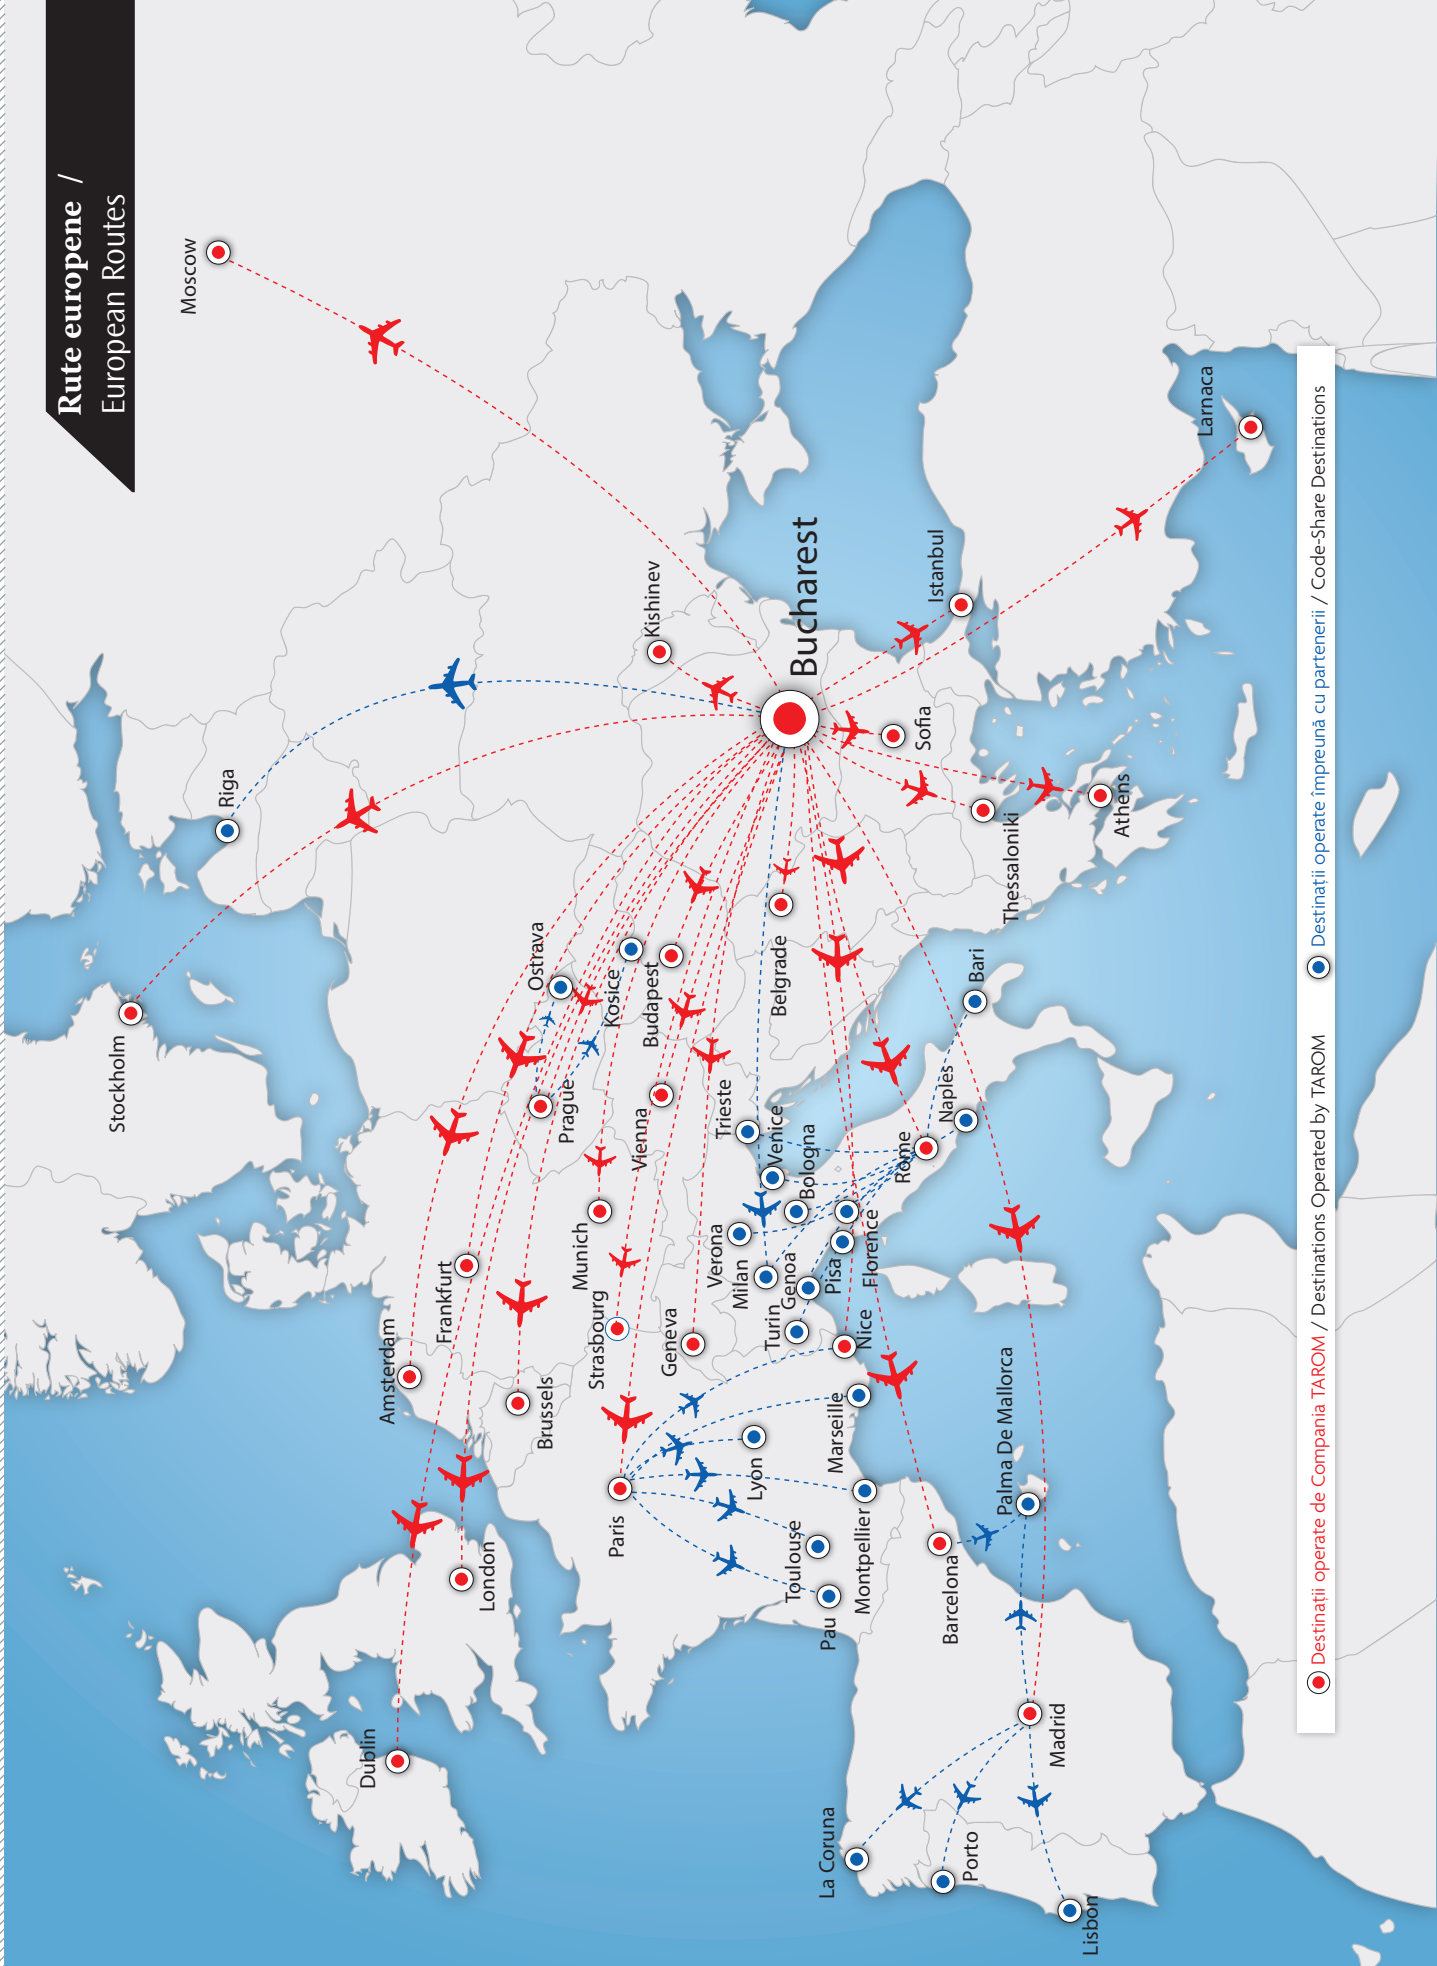 Rute europene /
European Routes
Moscow
Riga
Stockholm
Kishinev
Bucharest
Istanbul
Larnaca
Sofia
Thessaloniki
Athens
Belgrade
Ostrava
Kosice
Budapest
Prague
Vienna
Trieste
Venice
Bologna
Bari
Naples
Rome
Frankfurt
Amsterdam
Munich
Strasbourg
Geneva
Verona
Milan
Genoa
Turin
Pisa
Florence
Nice
Brussels
London
Dublin
Paris
Lyon
Marseille
Montpellier
Toulouse
Pau
Barcelona
Palma De Mallorca
Madrid
La Coruna
Porto
Lisbon
Destinații operate de Compania TAROM / Destinations Operated by TAROM
Destinații operate împreună cu partenerii / Code-Share Destinations